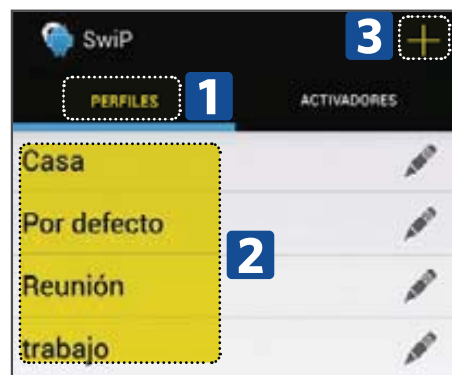 SwiP
3
PERFILES
1
ACTIVADORES
Casa
Por defecto
2
Reunión
trabajo